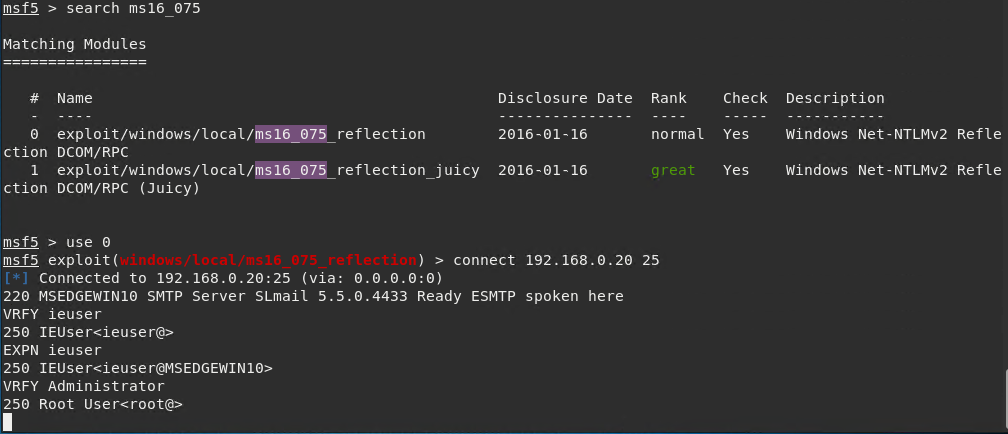 msf5 > search ms16_075
Matching Modules
================
#  Name                                           Disclosure Date  Rank    Check  Description
-  ----                                           ---------------  ----    -----  -----------
0  exploit/windows/local/ms16_075_reflection        2016-01-16       normal  Yes    Windows Net-NTLMv2 Refle
ction DCOM/RPC
1  exploit/windows/local/ms16_075_reflection_juicy  2016-01-16       great   Yes    Windows Net-NTLMv2 Refle
ction DCOM/RPC (Juicy)
msf5 > use 0
msf5 exploit(windows/local/ms16_075_reflection) > connect 192.168.0.20 25
[*] Connected to 192.168.0.20:25 (via: 0.0.0.0:0)
220 MSEDGEWIN10 SMTP Server SLmail 5.5.0.4433 Ready ESMTP spoken here
VRFY ieuser
250 IEUser<ieuser@>
EXPN ieuser
250 IEUser<ieuser@MSEDGEWIN10>
VRFY Administrator
250 Root User<root@>